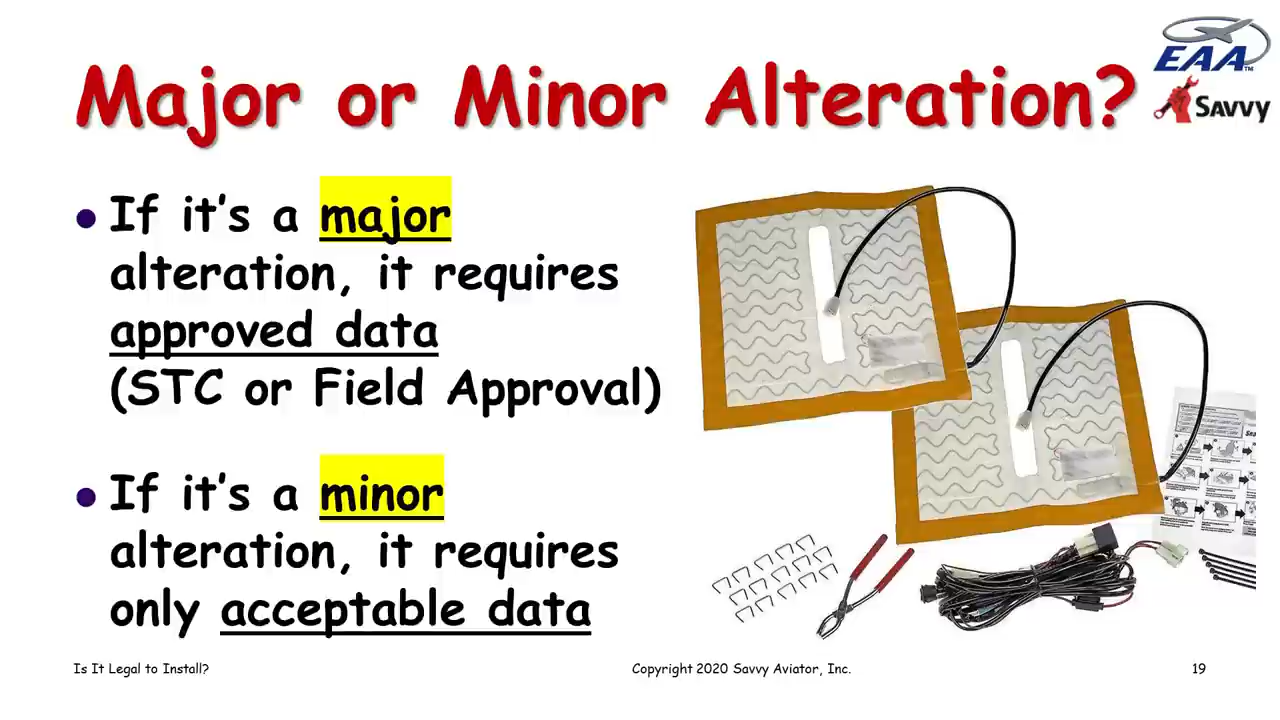 EAA
Major or Minor Alteration?
Savvy
● If it's a major
alteration, it requires
approved data
(STC or Field Approval)
● If it's a minor
alteration, it requires
only acceptable data
Is It Legal to Install?
Copyright 2020 Savvy Aviator, Inc.
19